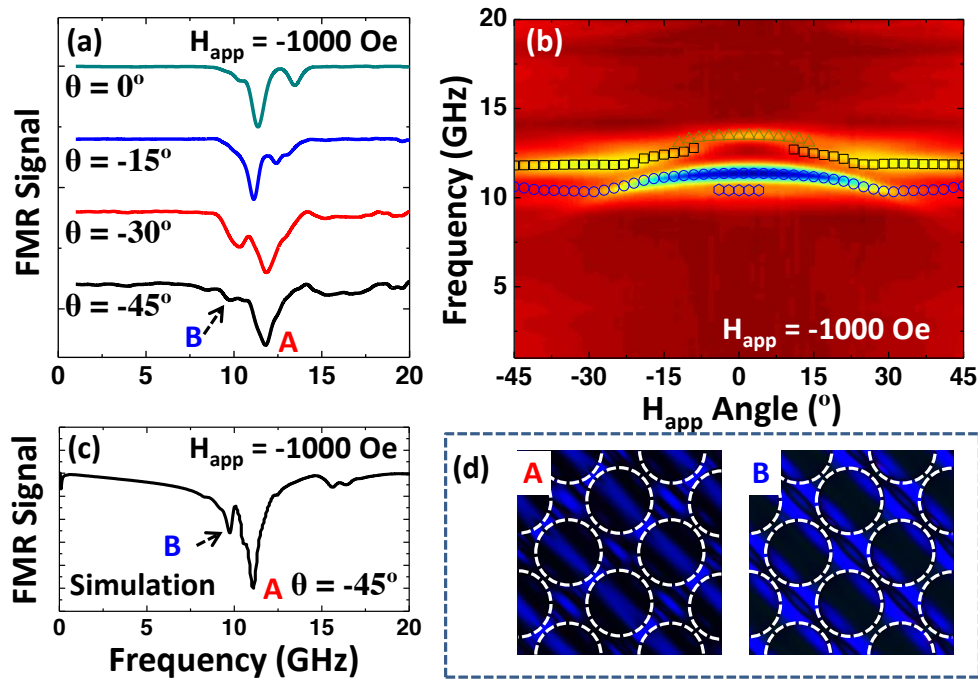 (a) H_app = -1000 Oe
θ = 0°
θ = -15°
θ = -30°
θ = -45°
B
A
FMR Signal
0 5 10 15 20
(b)
20
15
10
5
Frequency (GHz)
H_app = -1000 Oe
-45 -30 -15 0 15 30 45
H_app Angle (°)
(c) H_app = -1000 Oe
B
Simulation A θ = -45°
FMR Signal
0 5 10 15 20
Frequency (GHz)
(d)
A
B